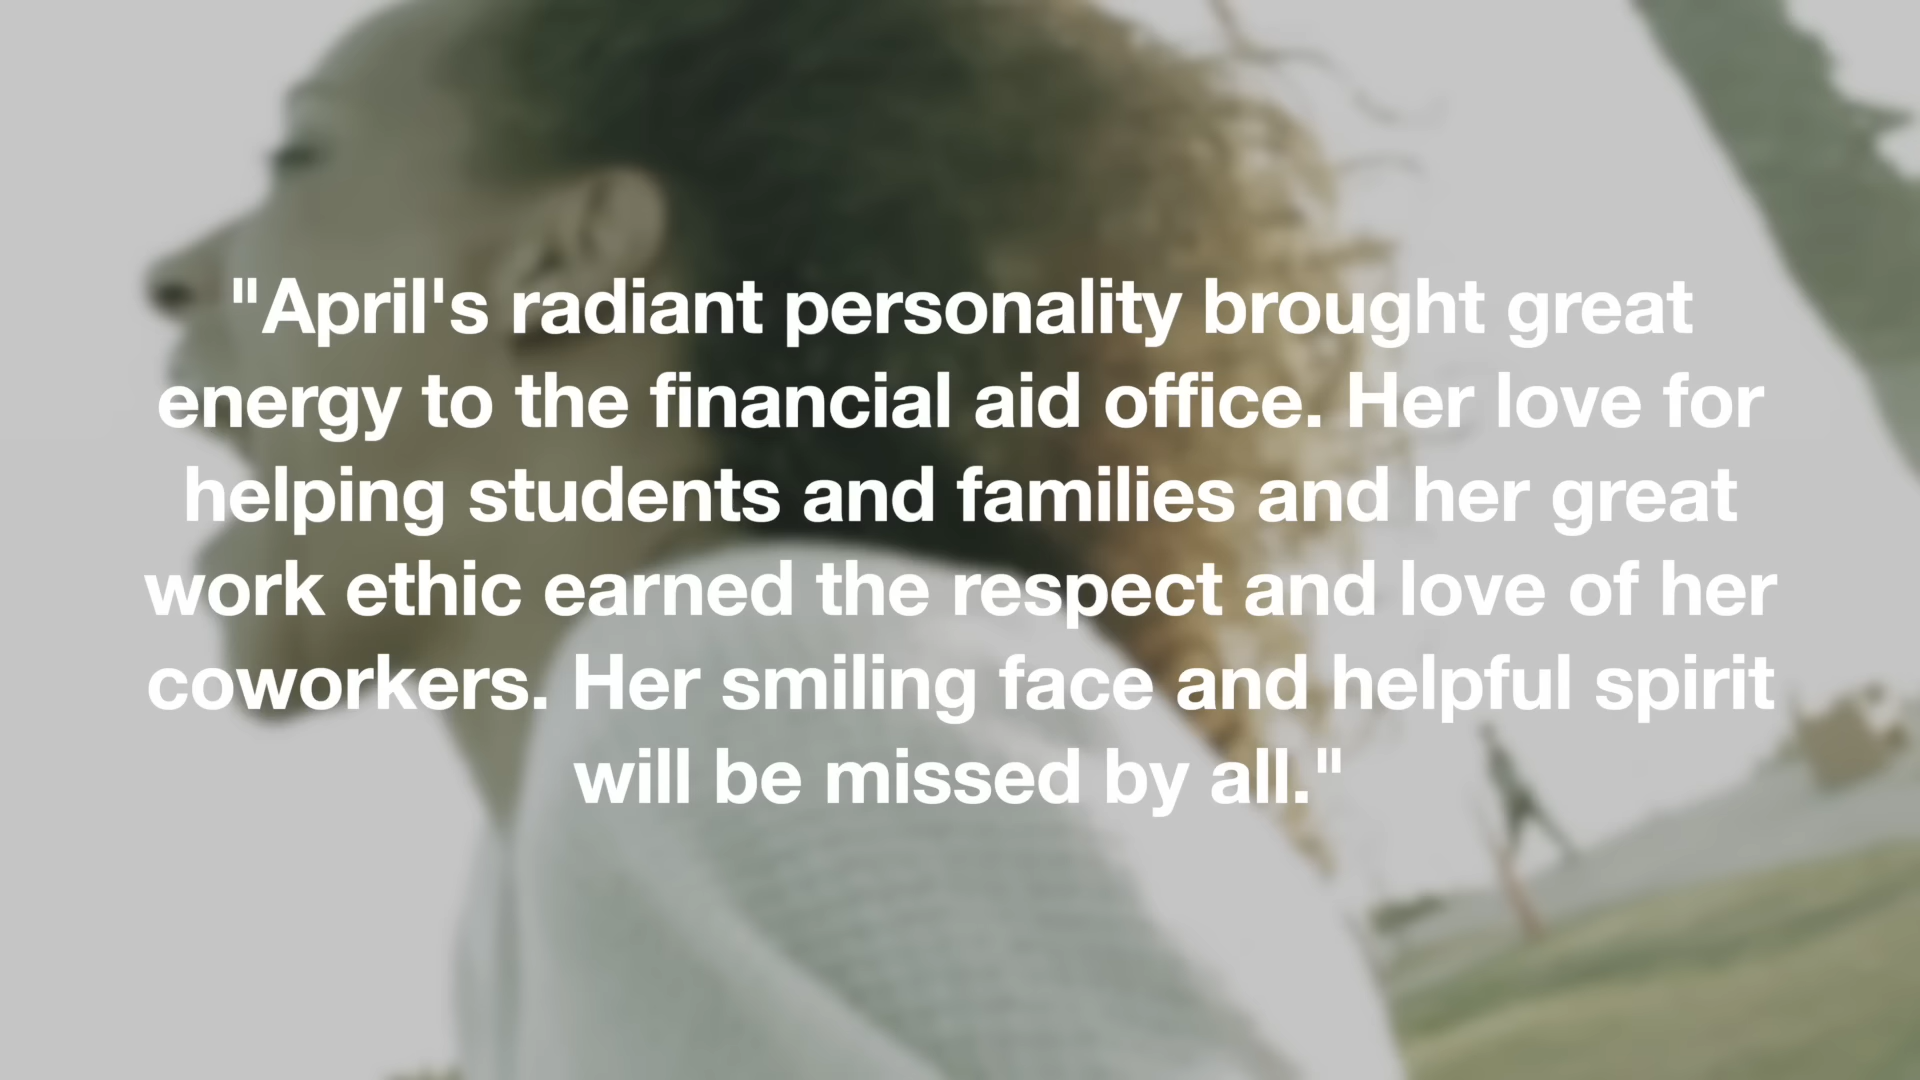 "April's radiant personality brought great
energy to the financial aid office. Her love for
helping students and families and her great
work ethic earned the respect and love of her
coworkers. Her smiling face and helpful spirit
will be missed by all."